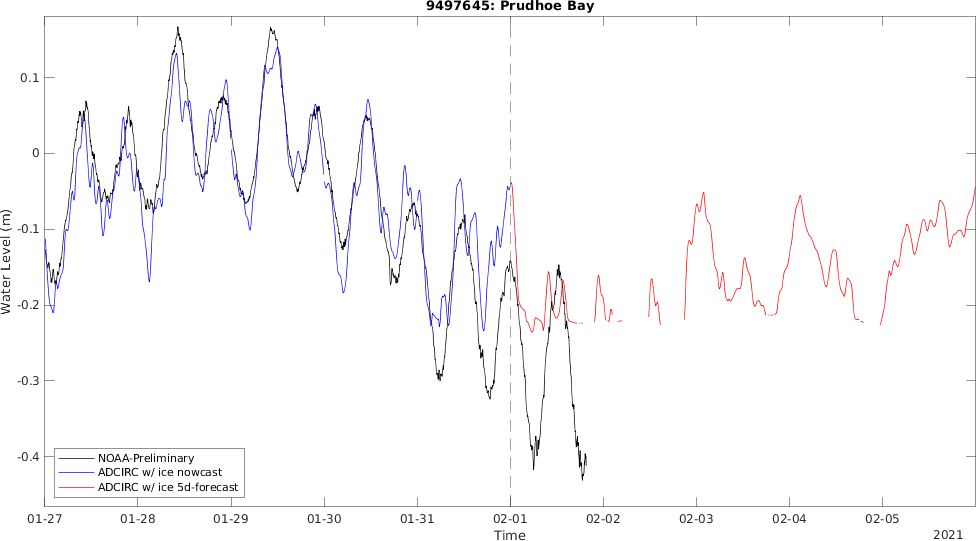 9497645: Prudhoe Bay
Water Level (m)
0.1
0
-0.1
-0.2
-0.3
-0.4
NOAA-Preliminary
ADCIRC w/ ice nowcast
ADCIRC w/ ice 5d-forecast
01-27 01-28 01-29 01-30 01-31 02-01 02-02 02-03 02-04 02-05
Time
2021